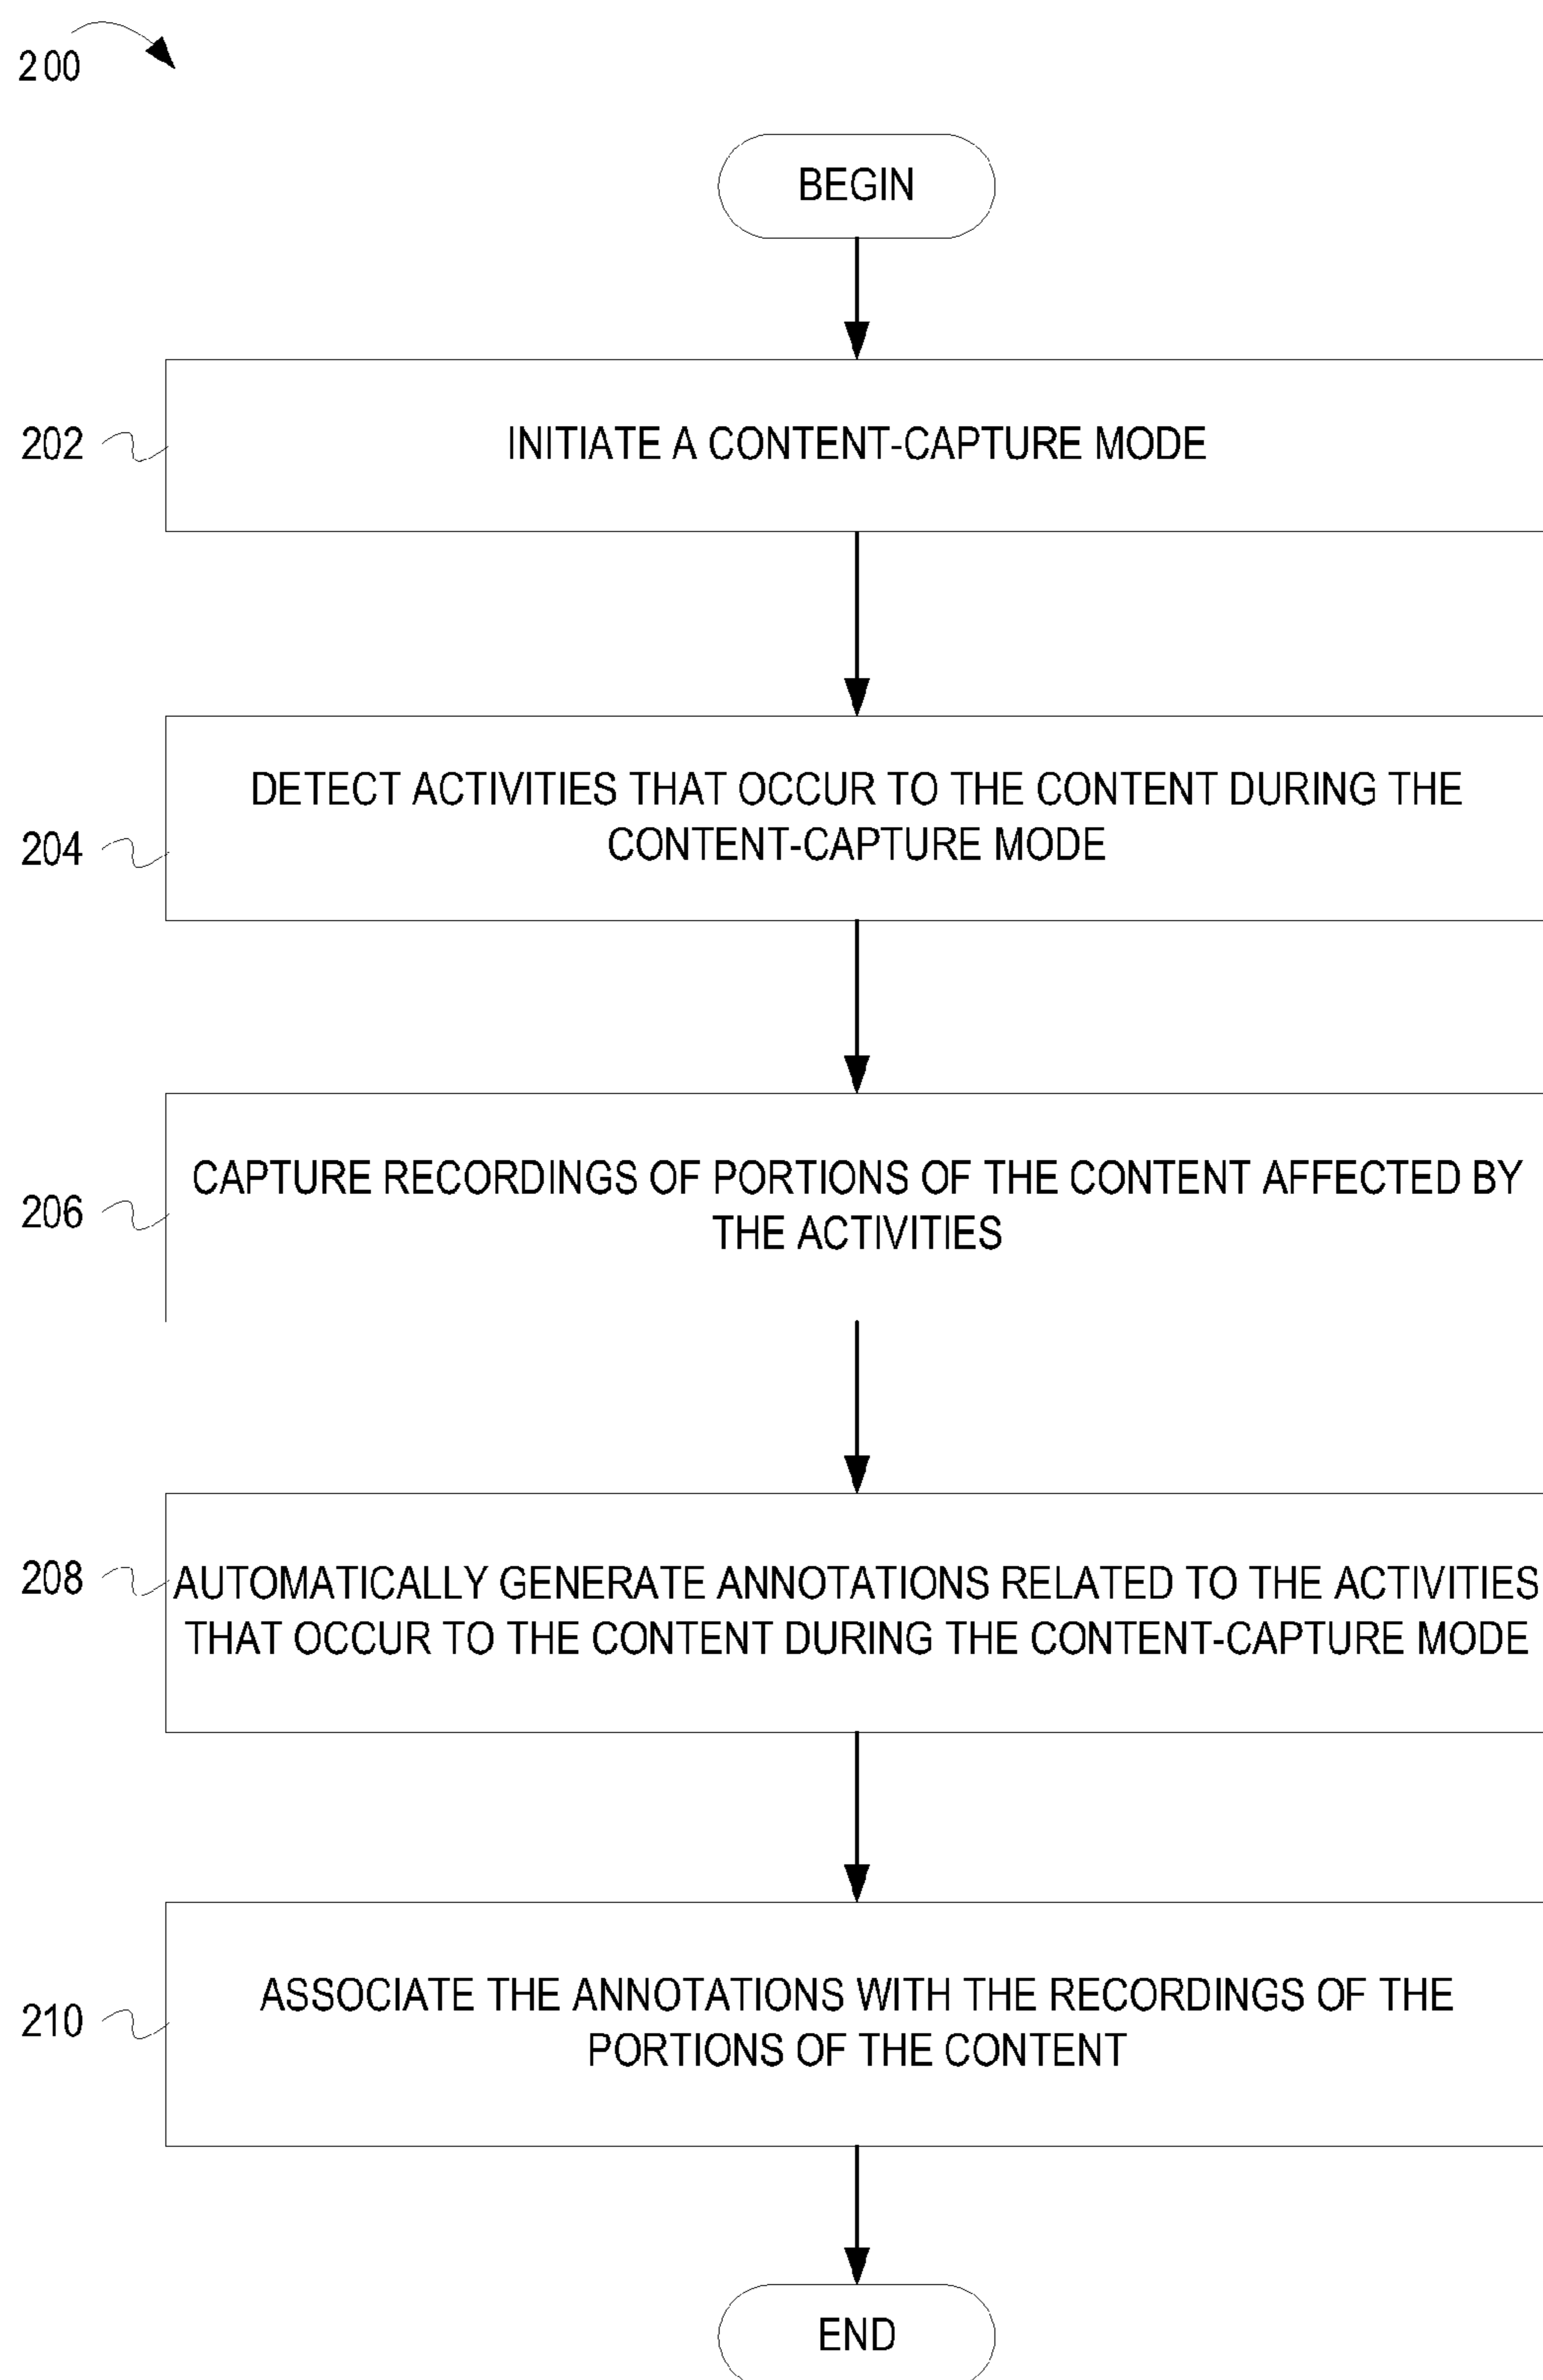 200
BEGIN
202
INITIATE A CONTENT-CAPTURE MODE
DETECT ACTIVITIES THAT OCCUR TO THE CONTENT DURING THE
CONTENT-CAPTURE MODE
204
CAPTURE RECORDINGS OF PORTIONS OF THE CONTENT AFFECTED BY
THE ACTIVITIES
206
208
AUTOMATICALLY GENERATE ANNOTATIONS RELATED TO THE ACTIVITIES
THAT OCCUR TO THE CONTENT DURING THE CONTENT-CAPTURE MODE
ASSOCIATE THE ANNOTATIONS WITH THE RECORDINGS OF THE
PORTIONS OF THE CONTENT
210
END